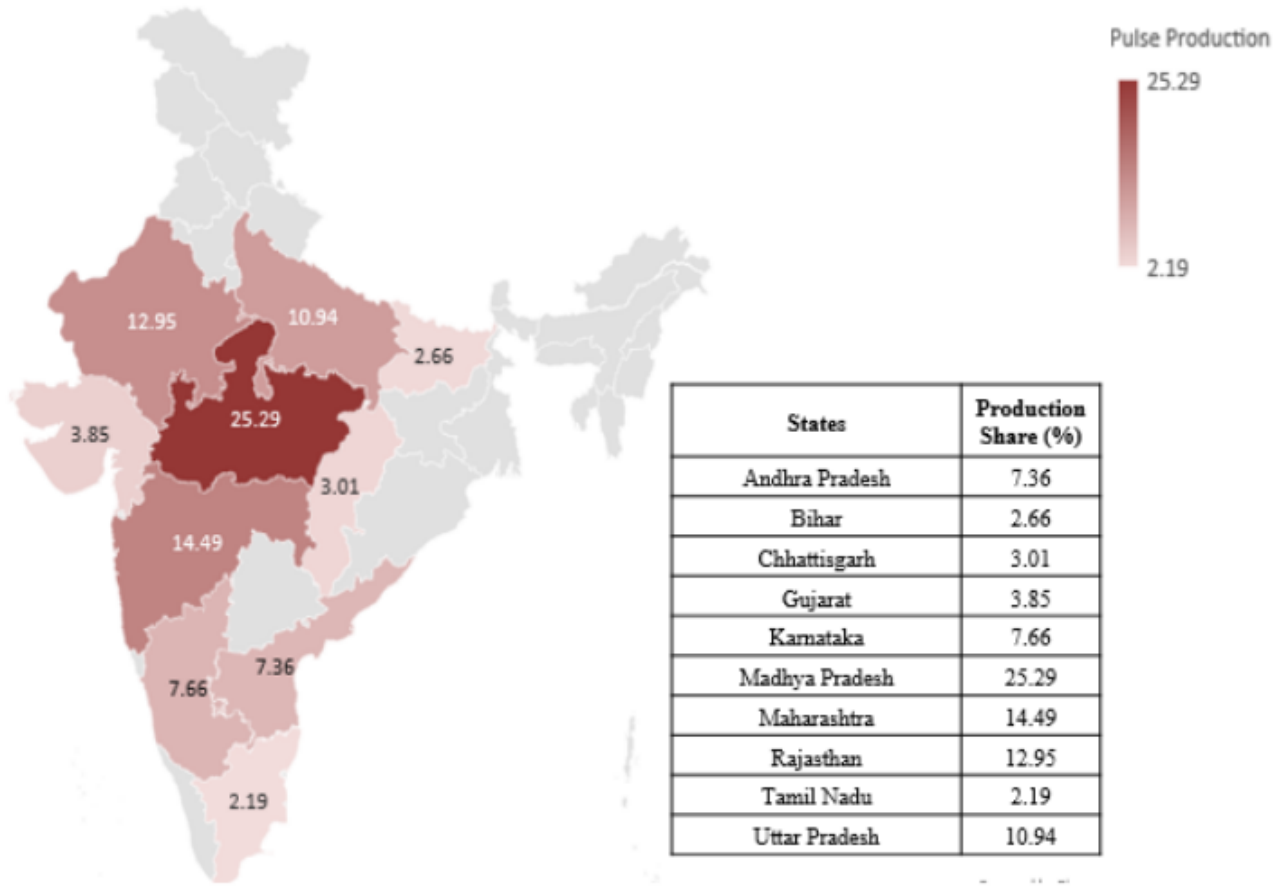 Pulse Production
25.29
2.19
12.95
10.94
2.66
25.29
3.85
3.01
14.49
7.36
7.66
2.19
States Production Share (%)
Andhra Pradesh 7.36
Bihar 2.66
Chhattisgarh 3.01
Gujarat 3.85
Karnataka 7.66
Madhya Pradesh 25.29
Maharashtra 14.49
Rajasthan 12.95
Tamil Nadu 2.19
Uttar Pradesh 10.94